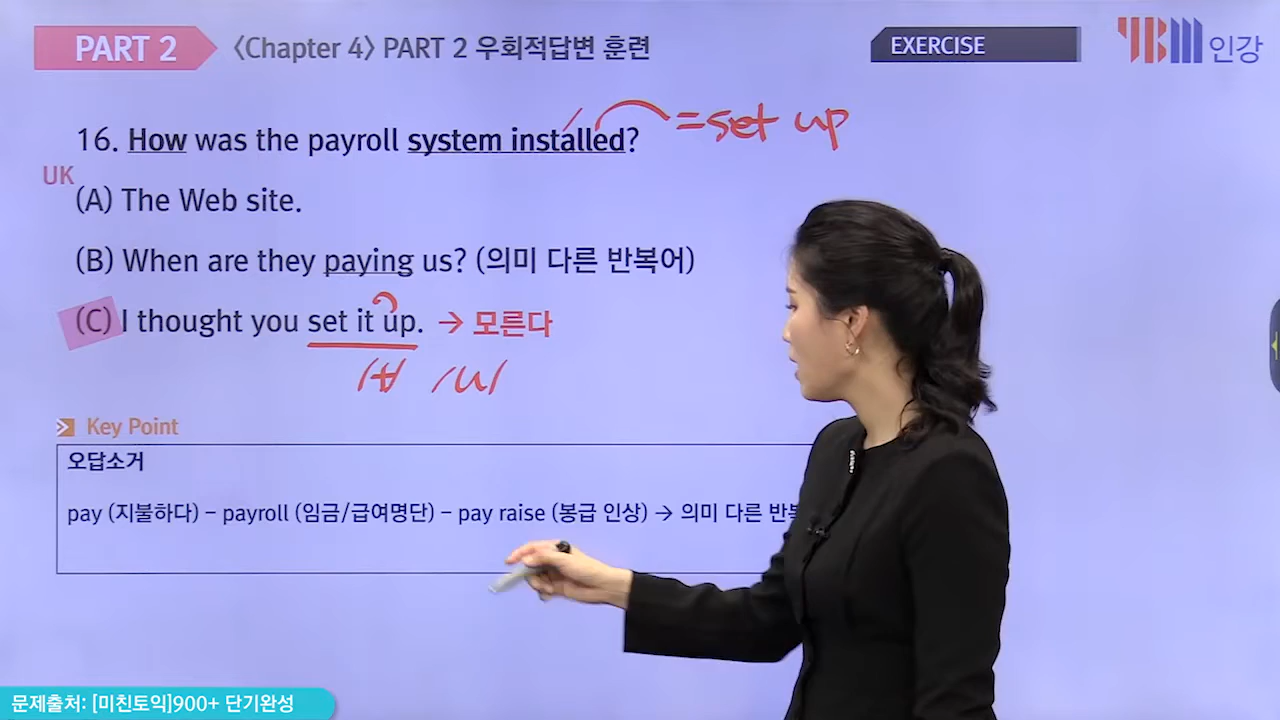 PART 2
〈Chapter 4〉 PART 2 우회적답변 훈련
EXERCISE
YBM 인강
16. How was the payroll system installed?
=set up
UK
(A) The Web site.
(B) When are they paying us? (의미 다른 반복어)
(C) I thought you set it up. → 모른다
Key Point
오답소거
pay (지불하다) – payroll (임금/급여명단) – pay raise (봉급 인상) → 의미 다른
문제출처: [미친토익]900+ 단기완성